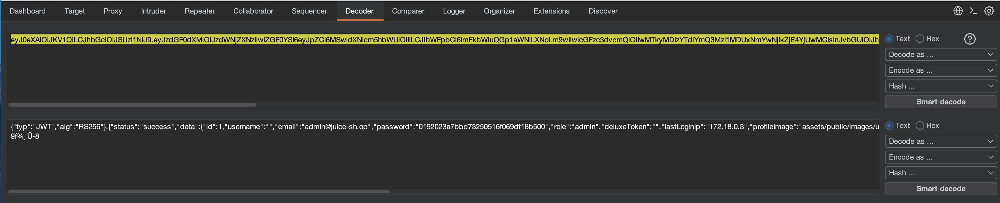 Dashboard Target Proxy Intruder Repeater Collaborator Sequencer Decoder Comparer Logger Organizer Extensions Discover
eyJ0eXAiOiJKV1QiLCJhbGciOiJSUzI1NiJ9.eyJzdGF0dXMiOiJzdWNjZXNzIiwiZGF0YSI6eyJpZCI6MSwidXNlcm5hbWUiOiIiLCJlbWFpbCI6ImFkbWluQGp1aWNlLXNoLm9wIiwicGFzc3dvcmQiOiIwMTkyMDIzYTdiYmQ3MzI1MDUxNmYwNjlkZjE4YjUwMCIsInJvbGUiOiJh
Text Hex ?
Decode as ...
Encode as ...
Hash ...
Smart decode
{"typ":"JWT","alg":"RS256"}.{"status":"success","data":{"id":1,"username":"","email":"admin@juice-sh.op","password":"0192023a7bbd73250516f069df18b500","role":"admin","deluxeToken":"","lastLoginIp":"172.18.0.3","profileImage":"assets/public/images/u
9f¾¸ Û-8
Text Hex
Decode as ...
Encode as ...
Hash ...
Smart decode